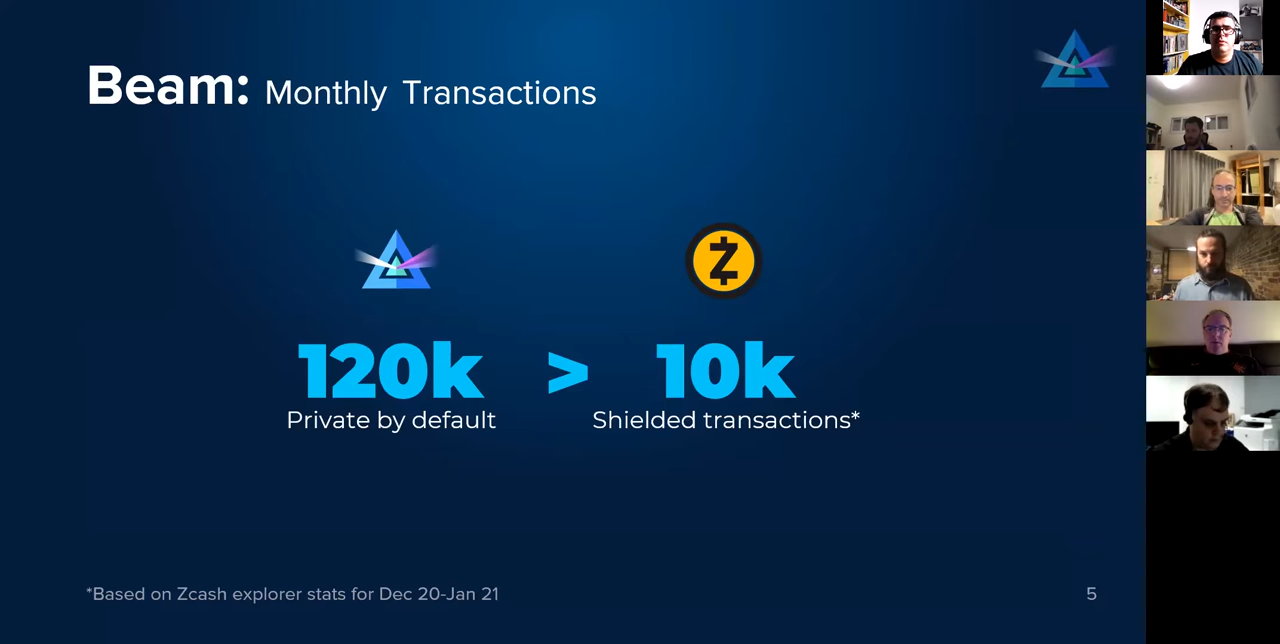 Beam: Monthly Transactions
120k > 10k
Private by default Shielded transactions*
*Based on Zcash explorer stats for Dec 20-Jan 21 5